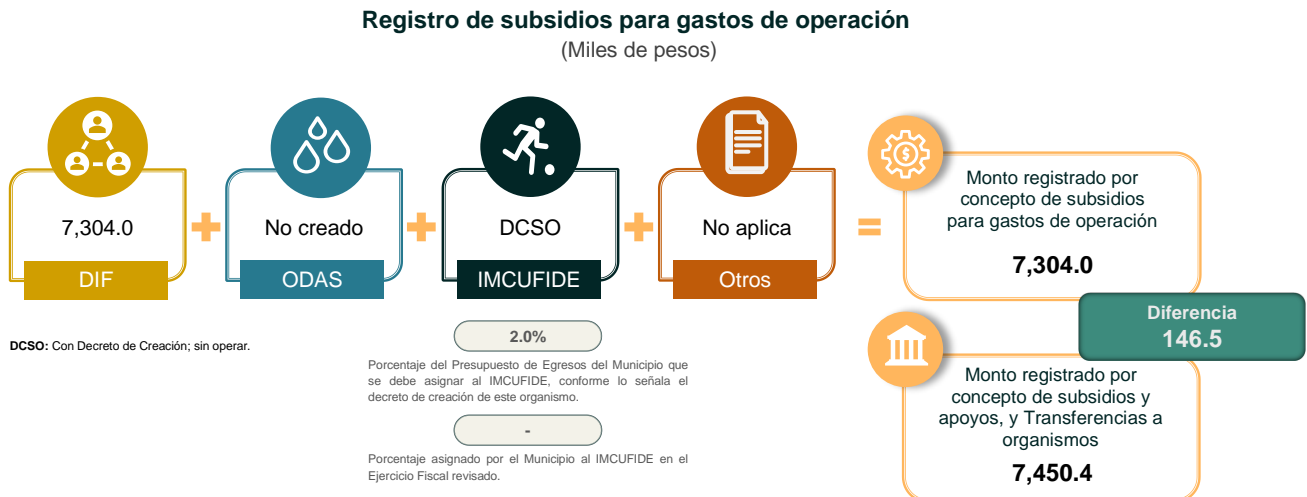 Registro de subsidios para gastos de operación
(Miles de pesos)
7,304.0
DIF
No creado
ODAS
DCSO
IMCUFIDE
No aplica
Otros
Monto registrado por
concepto de subsidios
para gastos de operación
7,304.0
Diferencia
146.5
Monto registrado por
concepto de subsidios y
apoyos, y Transferencias a
organismos
7,450.4
DCSO: Con Decreto de Creación; sin operar.
2.0%
Porcentaje del Presupuesto de Egresos del Municipio que
se debe asignar al IMCUFIDE, conforme lo señala el
decreto de creación de este organismo.
-
Porcentaje asignado por el Municipio al IMCUFIDE en el
Ejercicio Fiscal revisado.